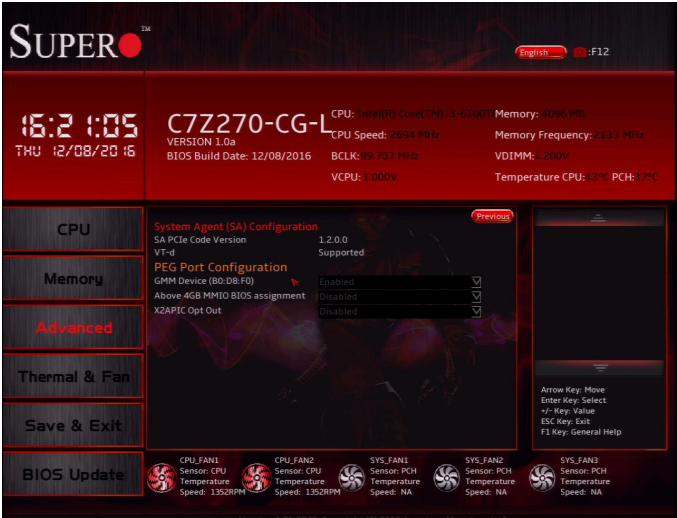 SUPER TM
English :F12
16:21:05
THU 12/08/2016
C7Z270-CG-L
VERSION 1.0a
BIOS Build Date: 12/08/2016
CPU: Intel(R) Core(TM) i3-6100T
CPU Speed: 2694 MHz
BCLK: 99.707 MHz
VCPU: 1.000V
Memory: 4096 MB
Memory Frequency: 2133 MHz
VDIMM: 1.200V
Temperature CPU: 43°C PCH: 37°C
CPU
Memory
Advanced
Thermal & Fan
Save & Exit
BIOS Update
Previous
System Agent (SA) Configuration
SA PCIe Code Version 1.2.0.0
VT-d Supported
PEG Port Configuration
GMM Device (B0:D8:F0) Enabled
Above 4GB MMIO BIOS assignment Disabled
X2APIC Opt Out Disabled
Arrow Key: Move
Enter Key: Select
+/- Key: Value
ESC Key: Exit
F1 Key: General Help
CPU_FAN1
Sensor: CPU
Temperature
Speed: 1352RPM
CPU_FAN2
Sensor: CPU
Temperature
Speed: 1352RPM
SYS_FAN1
Sensor: PCH
Temperature
Speed: NA
SYS_FAN2
Sensor: PCH
Temperature
Speed: NA
SYS_FAN3
Sensor: PCH
Temperature
Speed: NA